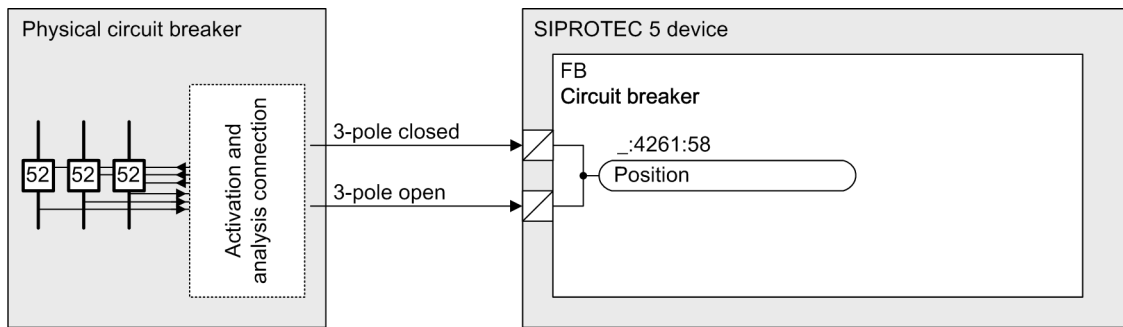 Physical circuit breaker
SIPROTEC 5 device
FB
Circuit breaker
3-pole closed
_:4261:58
Position
52 52 52
3-pole open
Activation and
analysis connection